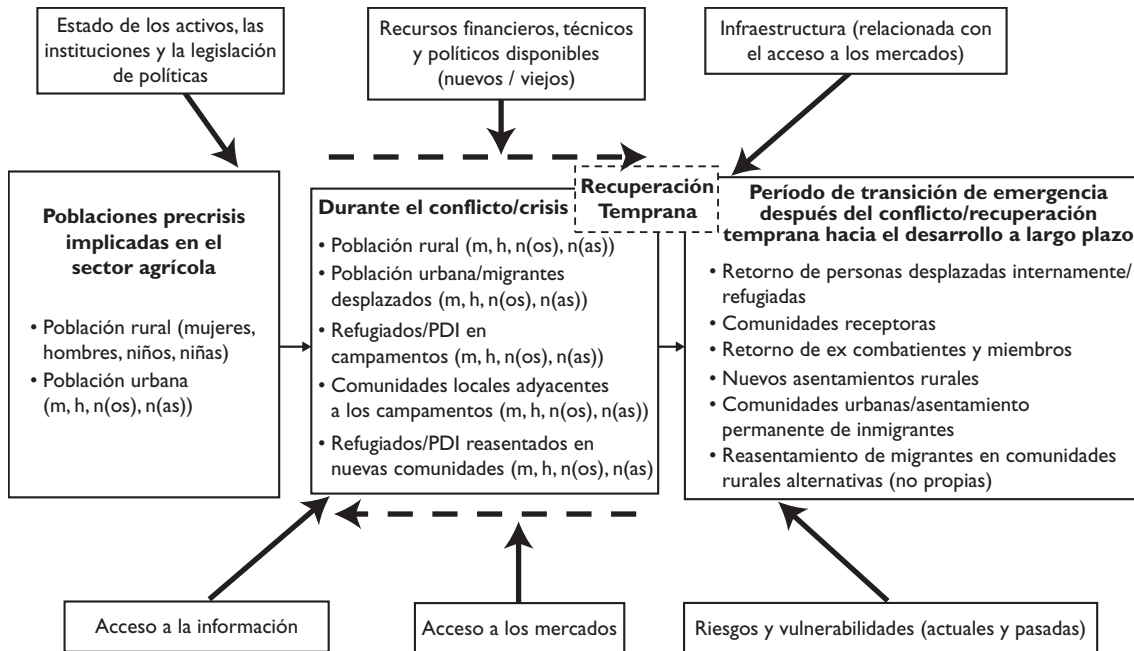 Estado de los activos, las
instituciones y la legislación
de políticas
Recursos financieros, técnicos
y políticos disponibles
(nuevos / viejos)
Infraestructura (relacionada con
el acceso a los mercados)
Poblaciones precrisis
implicadas en el
sector agrícola
• Población rural (mujeres,
hombres, niños, niñas)
• Población urbana
(m, h, n(os), n(as))
Durante el conflicto/crisis
• Población rural (m, h, n(os), n(as))
• Población urbana/migrantes
desplazados (m, h, n(os), n(as))
• Refugiados/PDI en
campamentos (m, h, n(os), n(as))
• Comunidades locales adyacentes
a los campamentos (m, h, n(os), n(as))
• Refugiados/PDI reasentados en
nuevas comunidades (m, h, n(os), n(as)
Recuperación
Temprana
Período de transición de emergencia
después del conflicto/recuperación
temprana hacia el desarrollo a largo plazo
• Retorno de personas desplazadas internamente/
refugiadas
• Comunidades receptoras
• Retorno de ex combatientes y miembros
• Nuevos asentamientos rurales
• Comunidades urbanas/asentamiento
permanente de inmigrantes
• Reasentamiento de migrantes en comunidades
rurales alternativas (no propias)
Acceso a la información
Acceso a los mercados
Riesgos y vulnerabilidades (actuales y pasadas)